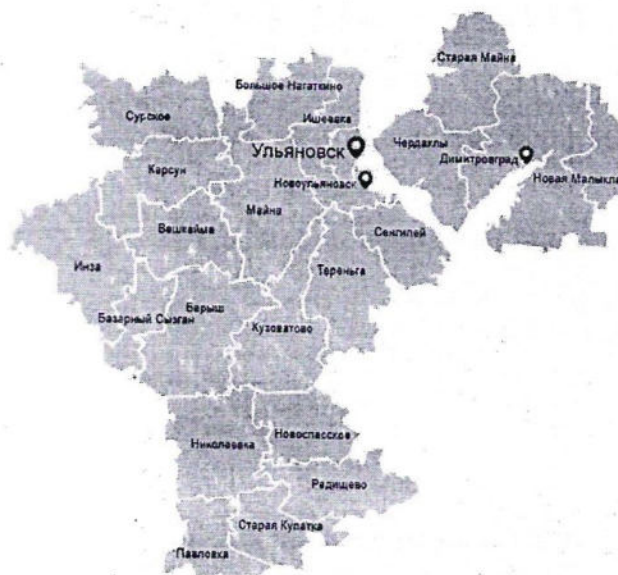 Старая Майна
Большое Нагаткино
Сурское
Ишеевка
Ульяновск
Чердаклы
Димитровград
Карсун
Новоульяновск
Новая Малыкла
Майна
Вешкайма
Сенгилей
Инза
Тереньга
Барыш
Базарный Сызган
Кузоватово
Новоспасское
Николаевка
Радищево
Старая Кулатка
Павловка